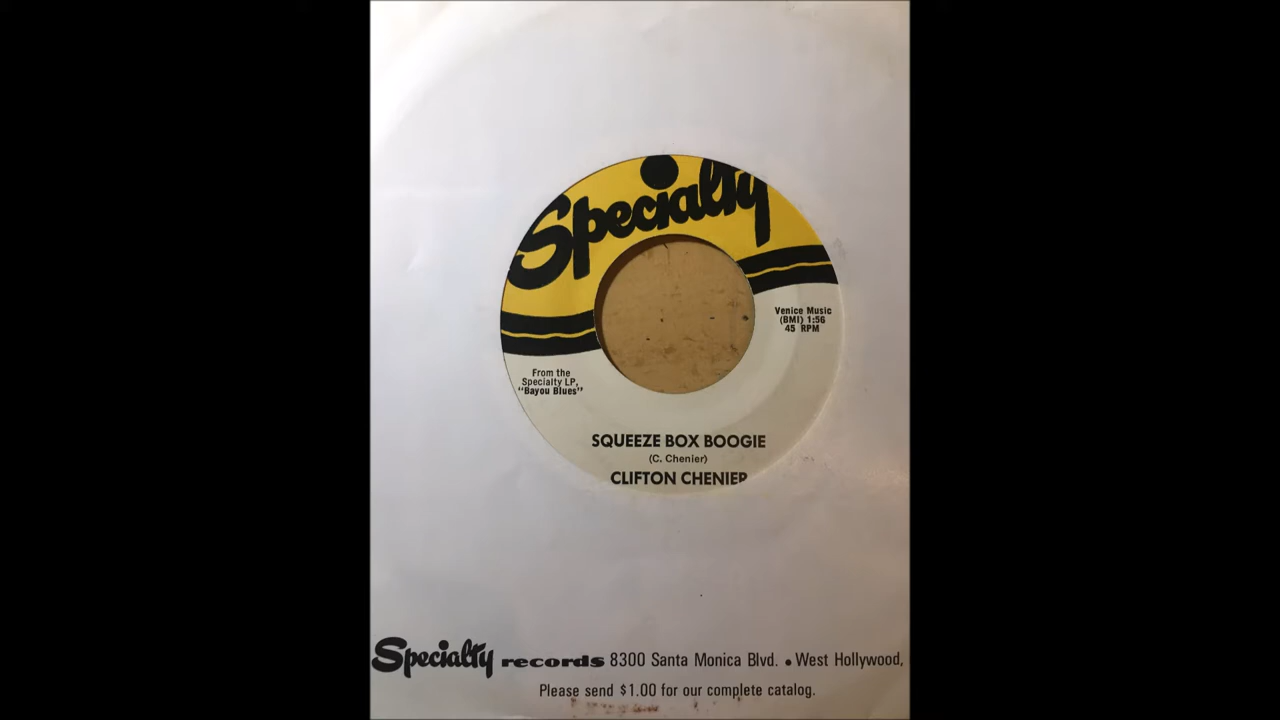 Specialty
Venice Music
(BMI) 1:56
45 RPM
From the
Specialty LP,
"Bayou Blues"
SQUEEZE BOX BOOGIE
(C. Chenier)
CLIFTON CHENIER
Specialty records 8300 Santa Monica Blvd. • West Hollywood,
Please send $1.00 for our complete catalog.